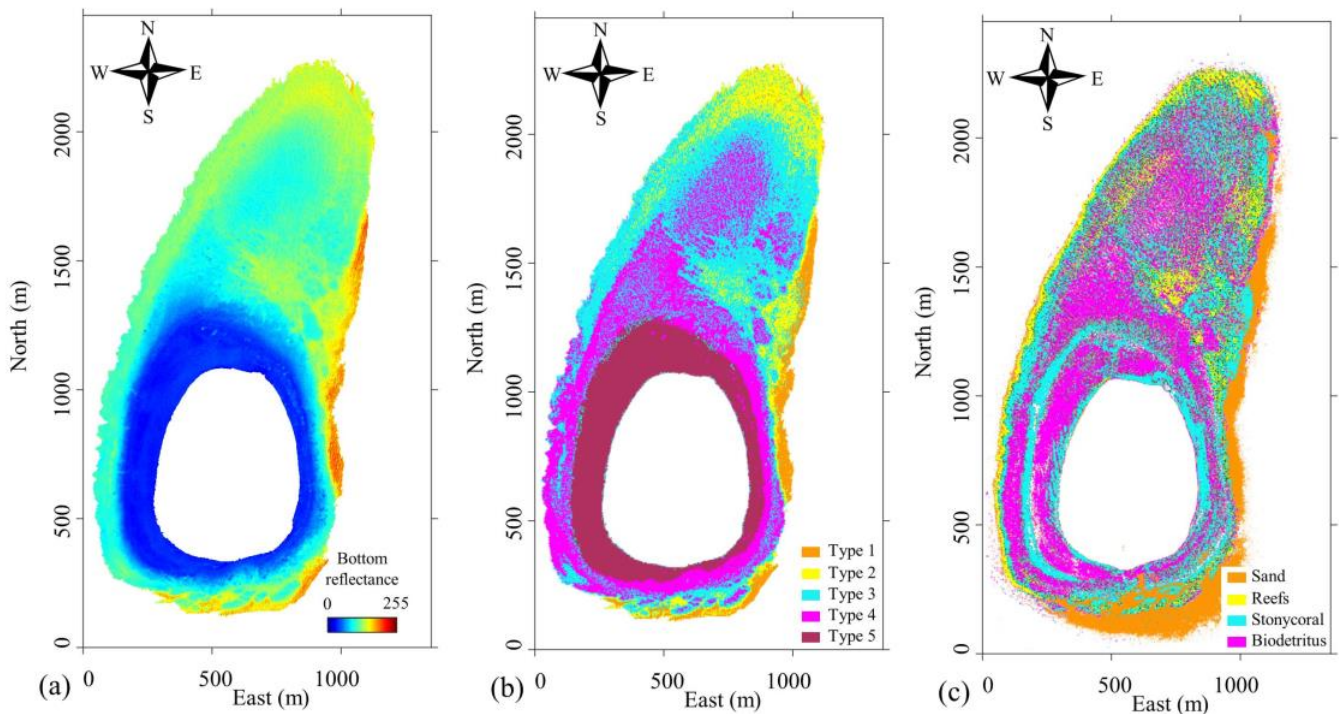 N
W E
S
North (m)
2000
1500
1000
500
0
Bottom
reflectance
0 255
0 500 1000
East (m)
(a)
N
W E
S
North (m)
2000
1500
1000
500
0
Type 1
Type 2
Type 3
Type 4
Type 5
0 500 1000
East (m)
(b)
N
W E
S
North (m)
2000
1500
1000
500
0
Sand
Reefs
Stonycoral
Biodetritus
0 500 1000
East (m)
(c)